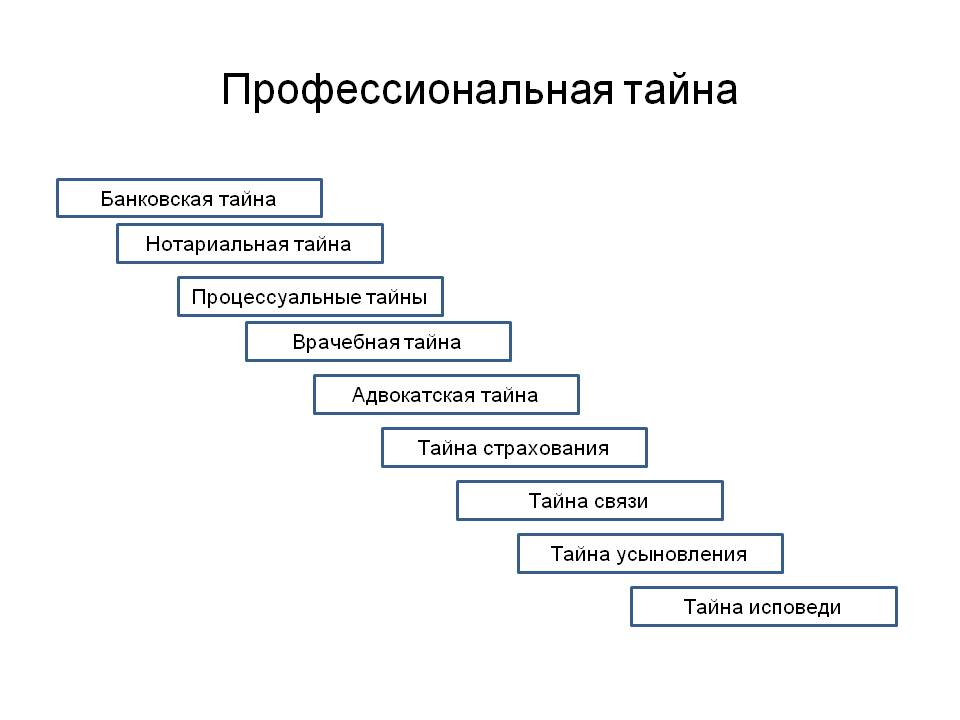 Профессиональная тайна
Банковская тайна
Нотариальная тайна
Процессуальные тайны
Врачебная тайна
Адвокатская тайна
Тайна страхования
Тайна связи
Тайна усыновления
Тайна исповеди